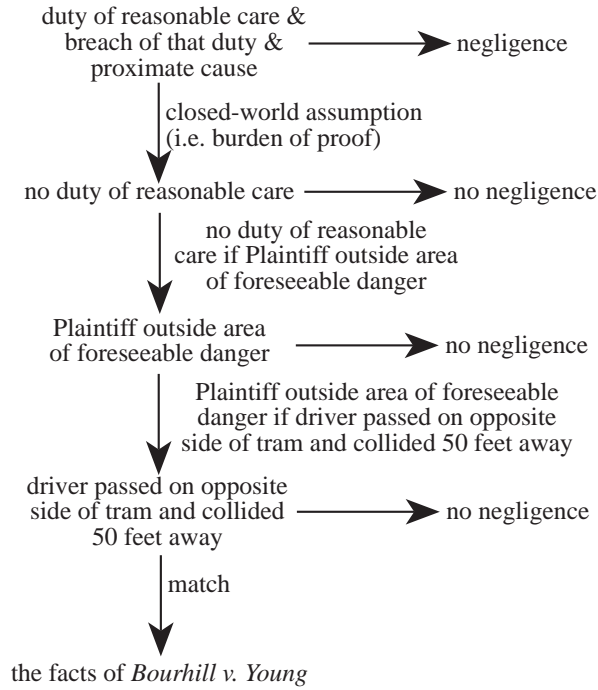 duty of reasonable care &
breach of that duty &
proximate cause
negligence
closed-world assumption
(i.e. burden of proof)
no duty of reasonable care
no negligence
no duty of reasonable
care if Plaintiff outside area
of foreseeable danger
Plaintiff outside area
of foreseeable danger
no negligence
Plaintiff outside area of foreseeable
danger if driver passed on opposite
side of tram and collided 50 feet away
driver passed on opposite
side of tram and collided
50 feet away
no negligence
match
the facts of Bourhill v. Young